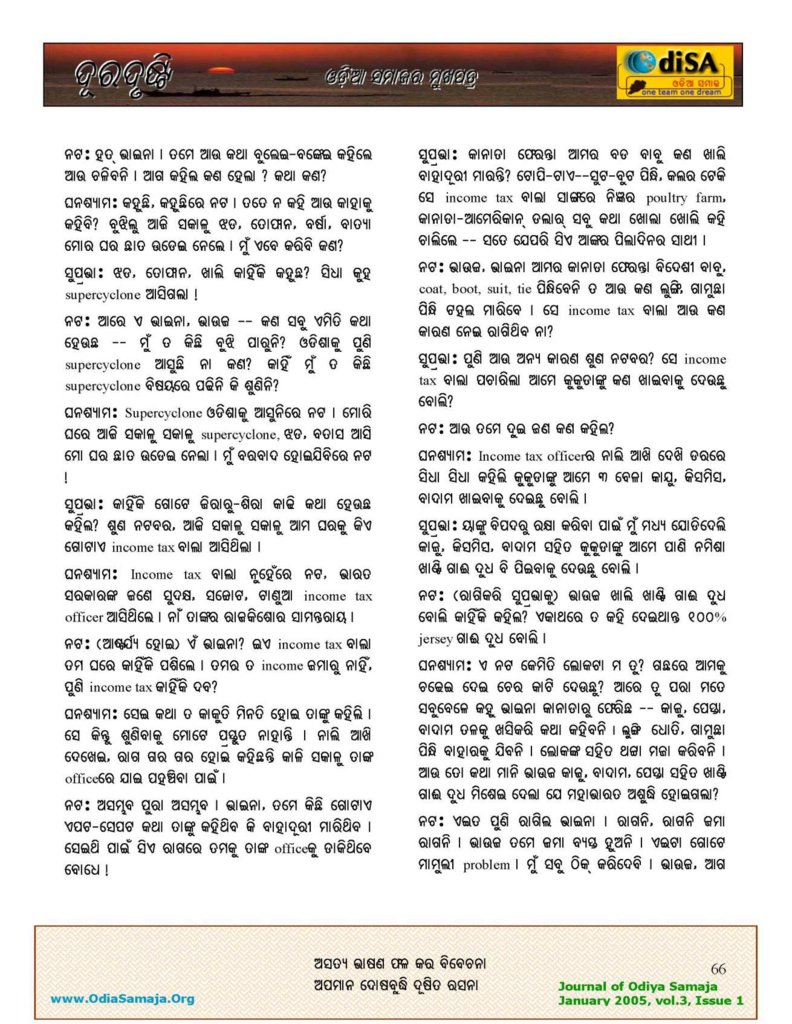 ଦୂରଦୃଷ୍ଟି
ଓଡ଼ିଆ ସମାଜର ମୁଖପତ୍ର
OdiSA
ଓଡିଆ ସମାଜ
one team one dream
ନଟ: ହତ୍ ଭାଇନା । ତମେ ଆଉ କଥା ବୁଲେଇ-ବଙ୍କେଇ କହିଲେ
ଆଉ ଚଳିବନି । ଆଗ କହିଲ କଣ ହେଲା ? କଥା କଣ?
ଘନଶ୍ୟାମ: କହୁଛି, କହୁଛିରେ ନଟ । ତତେ ନ କହି ଆଉ କାହାକୁ
କହିବି? ବୁଝିଲୁ ଆଜି ସକାଳୁ ଝଡ, ତୋଫାନ, ବର୍ଷା, ବାତ୍ୟା
ମୋର ଘର ଛାତ ଉଡେଇ ନେଲେ । ମୁଁ ଏବେ କରିବି କଣ?
ସୁପ୍ରଭା: ଝଡ, ତୋଫାନ, ଖାଲି କାହିଁକି କହୁଛ? ସିଧା କୁହ
supercyclone ଆସିଗଲା !
ନଟ: ଆରେ ଏ ଭାଇନା, ଭାଉଜ -- କଣ ସବୁ ଏମିତି କଥା
ହେଉଛ -- ମୁଁ ତ କିଛି ବୁଝି ପାରୁନି? ଓଡିଶାକୁ ପୁଣି
supercyclone ଆସୁଛି ନା କଣ? କାହିଁ ମୁଁ ତ କିଛି
supercyclone ବିଷୟରେ ପଢିନି କି ଶୁଣିନି?
ଘନଶ୍ୟାମ: Supercyclone ଓଡିଶାକୁ ଆସୁନିରେ ନଟ । ମୋରି
ଘରେ ଆଜି ସକାଳୁ ସକାଳୁ supercyclone, ଝଡ, ବତାସ ଆସି
ମୋ ଘର ଛାତ ଉଡେଇ ନେଲା । ମୁଁ ବରବାଦ ହୋଇଯିବିରେ ନଟ
!
ସୁପ୍ରଭା: କାହିଁକି ଗୋଟେ ଜିରାରୁ-ଶିରା କାଢି କଥା ହେଉଛ
କହିଲ? ଶୁଣ ନଟବର, ଆଜି ସକାଳୁ ସକାଳୁ ଆମ ଘରକୁ କିଏ
ଗୋଟାଏ income tax ବାଲା ଆସିଥିଲା ।
ଘନଶ୍ୟାମ: Income tax ବାଲା ନୁହେଁରେ ନଟ, ଭାରତ
ସରକାରଙ୍କ ଜଣେ ସୁଦକ୍ଷ, ସଚ୍ଚୋଟ, ଟାଣୁଆ income tax
officer ଆସିଥିଲେ । ନାଁ ତାଙ୍କର ରାଜକିଶୋର ସାମନ୍ତରାୟ ।
ନଟ: (ଆଶ୍ଚର୍ଯ୍ୟ ହୋଇ) ଏଁ ଭାଇନା? ଇଏ income tax ବାଲା
ତମ ଘରେ କାହିଁକି ପଶିଲେ । ତମର ତ income ଜମାରୁ ନାହିଁ,
ପୁଣି income tax କାହିଁକି ଦବ?
ଘନଶ୍ୟାମ: ସେଇ କଥା ତ କାକୁତି ମିନତି ହୋଇ ତାଙ୍କୁ କହିଲି ।
ସେ କିନ୍ତୁ ଶୁଣିବାକୁ ମୋଟେ ପ୍ରସ୍ତୁତ ନାହାନ୍ତି । ନାଲି ଆଖି
ଦେଖେଇ, ରାଗ ଗର ଗର ହୋଇ କହିଛନ୍ତି କାଳି ସକାଳୁ ତାଙ୍କ
officeରେ ଯାଇ ପହଞ୍ଚିବା ପାଇଁ ।
ନଟ: ଅସମ୍ଭବ ପୁରା ଅସମ୍ଭବ । ଭାଇନା, ତମେ କିଛି ଗୋଟାଏ
ଏପଟ-ସେପଟ କଥା ତାଙ୍କୁ କହିଥିବ କି ବାହାଦୂରୀ ମାରିଥିବ ।
ସେଇଥି ପାଇଁ ସିଏ ରାଗରେ ତମକୁ ତାଙ୍କ officeକୁ ଡାକିଥିବେ
ବୋଧେ !
ସୁପ୍ରଭା: କାନାଡା ଫେରନ୍ତା ଆମର ବଡ ବାବୁ କଣ ଖାଲି
ବାହାଦୂରୀ ମାରନ୍ତି? ଟୋପି-ଟାଏ--ସୁଟ-ବୁଟ ପିନ୍ଧି, କଲର ଟେକି
ସେ income tax ବାଲା ସାଙ୍ଗରେ ନିଜର poultry farm,
କାନାଡା-ଆମେରିକାନ୍ ଡଲାର୍ ସବୁ କଥା ଖୋଲା ଖୋଲି କହି
ଚାଲିଲେ -- ସତେ ଯେପରି ସିଏ ଆଙ୍କର ପିଲାଦିନର ସାଥୀ ।
ନଟ: ଭାଉଜ, ଭାଇନା ଆମର କାନାଡା ଫେରନ୍ତା ବିଦେଶୀ ବାବୁ,
coat, boot, suit, tie ପିନ୍ଧିବେନି ତ ଆଉ କଣ ଲୁଙ୍ଗି, ଗାମୁଛା
ପିନ୍ଧି ଟହଲ ମାରିବେ । ସେ income tax ବାଲା ଆଉ କଣ
କାରଣ ନେଇ ରାଗିଥିବ ନା?
ସୁପ୍ରଭା: ପୁଣି ଆଉ ଅନ୍ୟ କାରଣ ଶୁଣ ନଟବର? ସେ income
tax ବାଲା ପଚାରିଲା ଆମେ କୁକୁଡାଙ୍କୁ କଣ ଖାଇବାକୁ ଦେଉଛୁ
ବୋଲି?
ନଟ: ଆଉ ତମେ ଦୁଇ ଜଣ କଣ କହିଲ?
ଘନଶ୍ୟାମ: Income tax officerର ନାଲି ଆଖି ଦେଖି ଡରରେ
ସିଧା ସିଧା କହିଲି କୁକୁଡାଙ୍କୁ ଆମେ ୩ ବେଳା କାଯୁ, କିସମିସ,
ବାଦାମ ଖାଇବାକୁ ଦେଇଛୁ ବୋଲି ।
ସୁପ୍ରଭା: ୟାଙ୍କୁ ବିପଦରୁ ରକ୍ଷା କରିବା ପାଇଁ ମୁଁ ମଧ୍ୟ ଯୋଡିଦେଲି
କାଜୁ, କିସମିସ, ବାଦାମ ସହିତ କୁକୁଡାଙ୍କୁ ଆମେ ପାଣି ନମିଶା
ଖାଣ୍ଟି ଗାଈ ଦୁଧ ବି ପିଇବାକୁ ଦେଉଛୁ ବୋଲି ।
ନଟ: (ରାଗିକରି ସୁପ୍ରଭାକୁ) ଭାଉଜ ଖାଲି ଖାଣ୍ଟି ଗାଈ ଦୁଧ
ବୋଲି କାହିଁକି କହିଲ? ଏକାଥରେ ତ କହି ଦେଇଥାନ୍ତ ୧୦୦%
jersey ଗାଈ ଦୁଧ ବୋଲି ।
ଘନଶ୍ୟାମ: ଏ ନଟ କେମିତି ଲୋକଟା ମ ତୁ? ଗଛରେ ଆମକୁ
ଚଢେଇ ଦେଇ ଚେର କାଟି ଦେଉଛୁ? ଆରେ ତୁ ପରା ମତେ
ସବୁବେଳେ କହୁ ଭାଇନା କାନାଡାରୁ ଫେରିଛ -- କାଜୁ, ପେସ୍ତା,
ବାଦାମ ତଳକୁ ଖସିକରି କଥା କହିବନି । ଲୁଙ୍ଗି ଧୋତି, ଗାମୁଛା
ପିନ୍ଧି ବାହାରକୁ ଯିବନି । ଲୋକଙ୍କ ସହିତ ଥଟ୍ଟା ମଜା କରିବନି ।
ଆଉ ତୋ କଥା ମାନି ଭାଉଜ କାଜୁ, ବାଦାମ, ପେସ୍ତା ସହିତ ଖାଣ୍ଟି
ଗାଈ ଦୁଧ ମିଶେଇ ଦେଲା ଯେ ମହାଭାରତ ଅଶୁଦ୍ଧି ହୋଇଗଲା?
ନଟ: ଏଇତ ପୁଣି ରାଗିଲ ଭାଇନା । ରାଗନି, ରାଗନି ଜମା
ରାଗନି । ଭାଉଜ ତମେ ଜମା ବ୍ୟସ୍ତ ହୁଅନି । ଏଇଟା ଗୋଟେ
ମାମୁଲୀ problem । ମୁଁ ସବୁ ଠିକ୍ କରିଦେବି । ଭାଉଜ, ଆଗ
ଅସତ୍ୟ ଭାଷଣ ଫଳ କର ବିବେଚନା
ଅପମାନ ଦୋଷବୁଦ୍ଧି ଦୂଷିତ ରସନା
66
www.OdiaSamaja.Org
Journal of Odiya Samaja
January 2005, vol.3, Issue 1